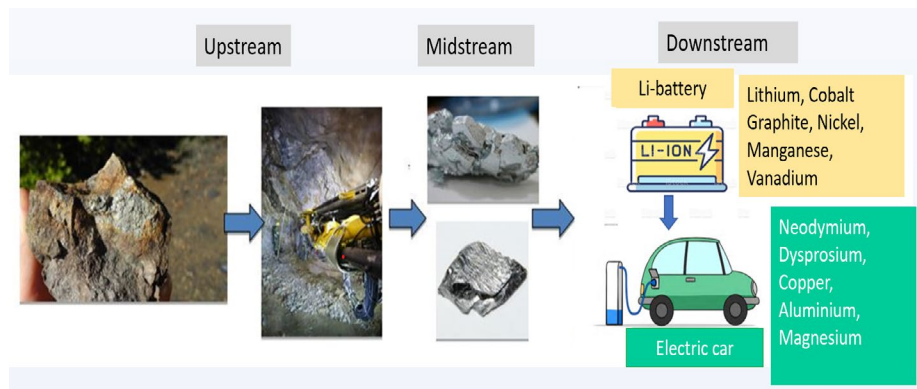 Upstream
Midstream
Downstream
Li-battery
Lithium, Cobalt
Graphite, Nickel,
Manganese,
Vanadium
LI-ION
Neodymium,
Dysprosium,
Copper,
Aluminium,
Magnesium
Electric car